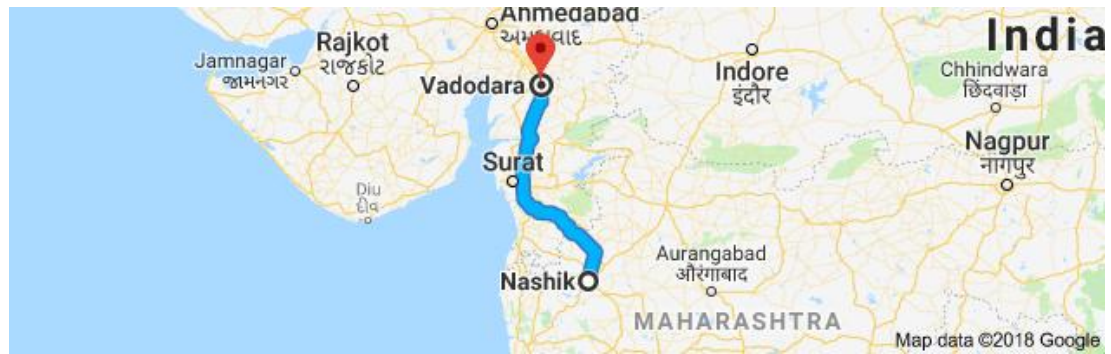 Ahmedabad
અમદાવાદ
India
Rajkot
રાજકોટ
Jamnagar
જામનગર
Vadodara
Indore
इंदौर
Chhindwara
छिंदवाड़ा
Nagpur
नागपुर
Surat
Diu
દીવ
Aurangabad
औरंगाबाद
Nashik
MAHARASHTRA
Map data ©2018 Google